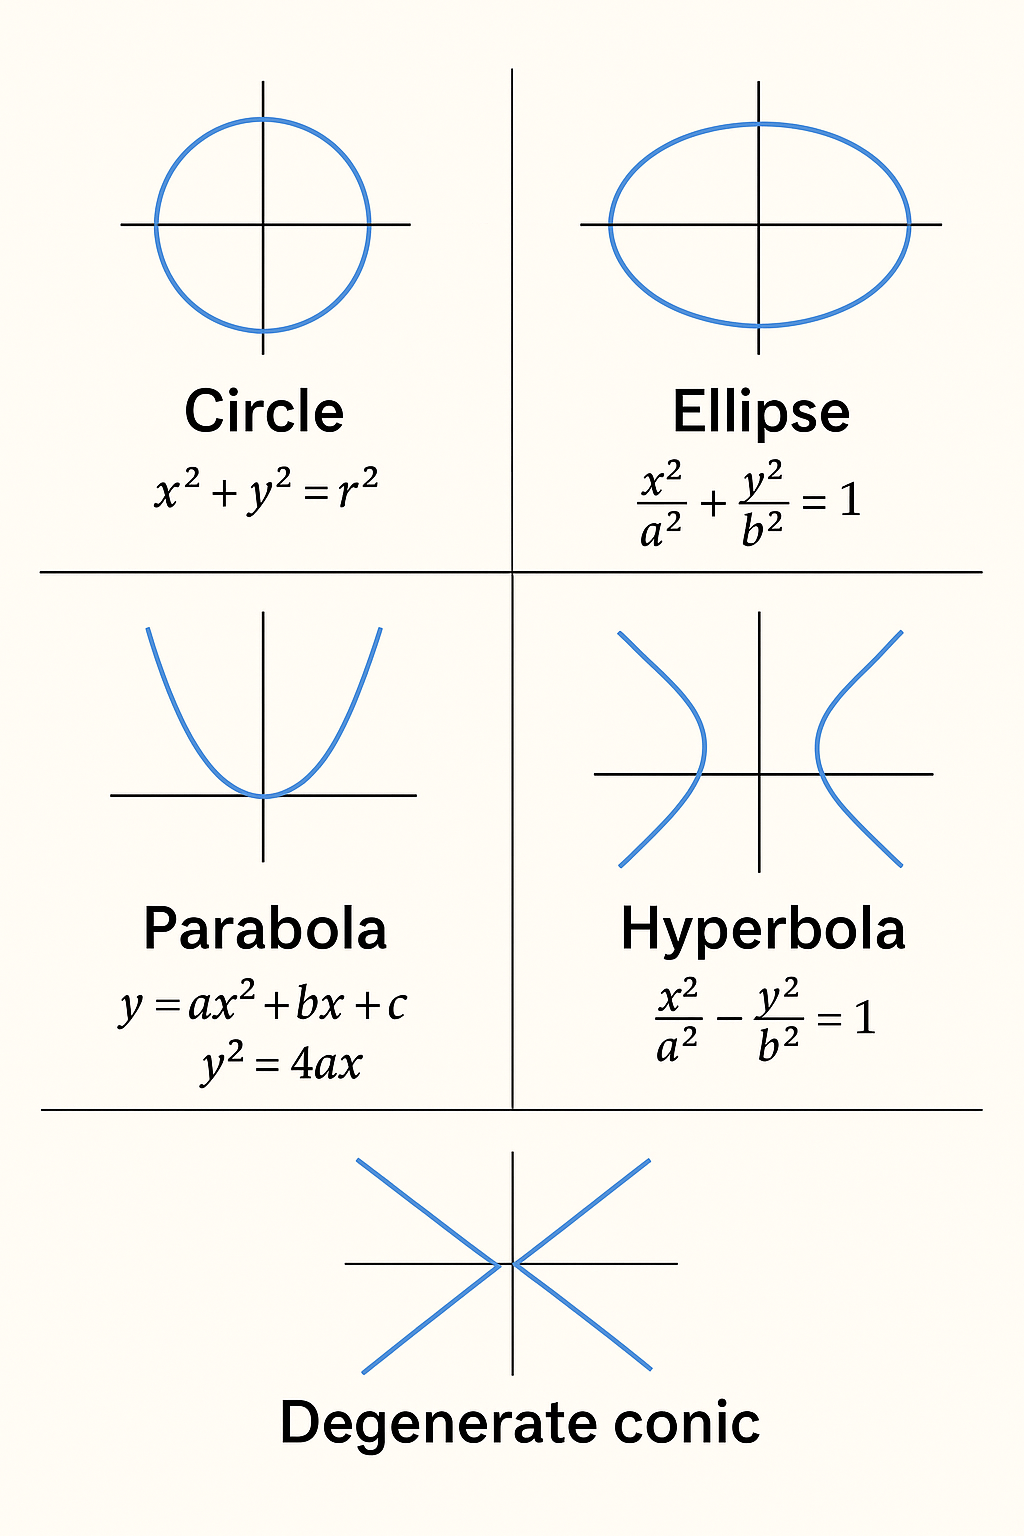 Circle
x² + y² = r²
Ellipse
x²/a² + y²/b² = 1
Parabola
y = ax² + bx + c
y² = 4ax
Hyperbola
x²/a² − y²/b² = 1
Degenerate conic